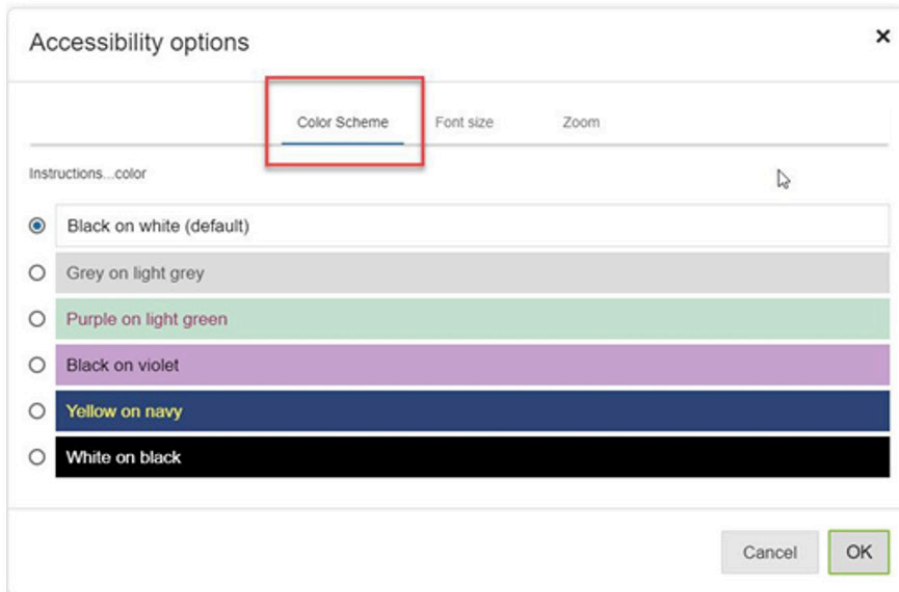 Accessibility options
Color Scheme Font size Zoom
Instructions...color
Black on white (default)
Grey on light grey
Purple on light green
Black on violet
Yellow on navy
White on black
Cancel OK